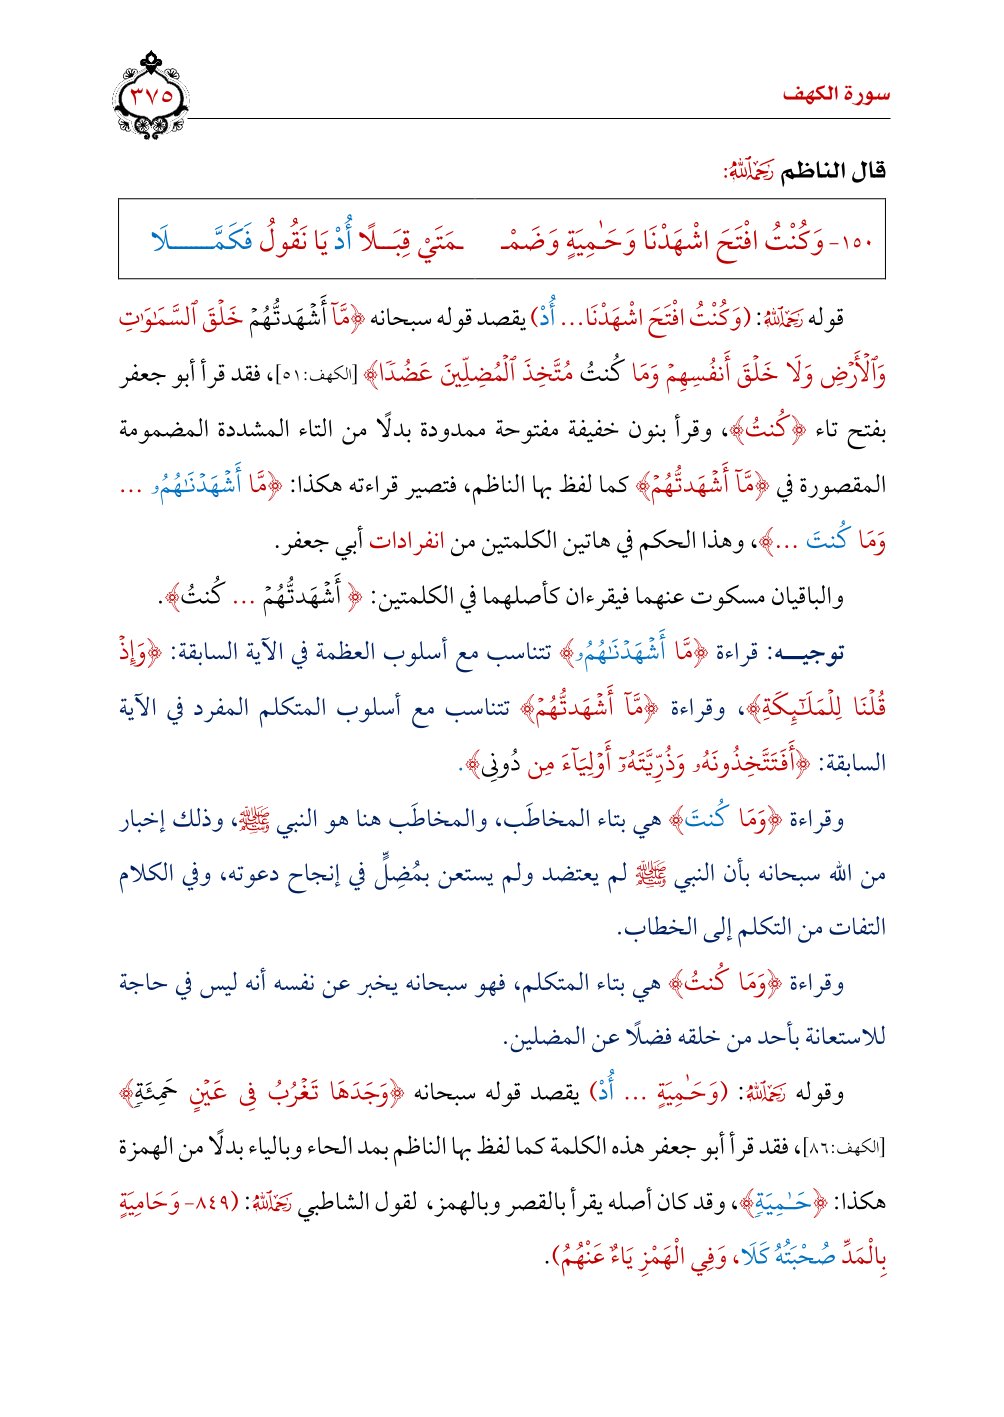 سورة الكهف
٣٧٥
قال الناظم رَحِمَهُ ٱللَّهُ:
١٥٠- وَكُنْتُ افْتَحَ اشْهَدْنَا وَحَـٰمِيَةٍ وَضَمْـ ـمَتَيْ قِبَـلًا أُدْ يَا نَقُولُ فَكَمَّـــــلَا
قوله رَحِمَهُ ٱللَّهُ: (وَكُنْتُ افْتَحَ اشْهَدْنَا... أُدْ) يقصد قوله سبحانه ﴿مَّآ أَشْهَدتُّهُمْ خَلْقَ ٱلسَّمَـٰوَٰتِ
وَٱلْأَرْضِ وَلَا خَلْقَ أَنفُسِهِمْ وَمَا كُنتُ مُتَّخِذَ ٱلْمُضِلِّينَ عَضُدًا﴾ [الكهف:٥١]، فقد قرأ أبو جعفر
بفتح تاء ﴿كُنتُ﴾، وقرأ بنون خفيفة مفتوحة ممدودة بدلًا من التاء المشددة المضمومة
المقصورة في ﴿مَّآ أَشْهَدتُّهُمْ﴾ كما لفظ بها الناظم، فتصير قراءته هكذا: ﴿مَّا أَشْهَدْنَـٰهُمُۥ ...
وَمَا كُنتَ ...﴾، وهذا الحكم في هاتين الكلمتين من انفرادات أبي جعفر.
والباقيان مسكوت عنهما فيقرءان كأصلهما في الكلمتين: ﴿ أَشْهَدتُّهُمْ ... كُنتُ﴾.
توجيـــه: قراءة ﴿مَّا أَشْهَدْنَـٰهُمُۥ﴾ تتناسب مع أسلوب العظمة في الآية السابقة: ﴿وَإِذْ
قُلْنَا لِلْمَلَـٰٓئِكَةِ﴾، وقراءة ﴿مَّآ أَشْهَدتُّهُمْ﴾ تتناسب مع أسلوب المتكلم المفرد في الآية
السابقة: ﴿أَفَتَتَّخِذُونَهُۥ وَذُرِّيَّتَهُۥٓ أَوْلِيَآءَ مِن دُونِى﴾.
وقراءة ﴿وَمَا كُنتَ﴾ هي بتاء المخاطَب، والمخاطَب هنا هو النبي ﷺ، وذلك إخبار
من الله سبحانه بأن النبي ﷺ لم يعتضد ولم يستعن بمُضِلٍّ في إنجاح دعوته، وفي الكلام
التفات من التكلم إلى الخطاب.
وقراءة ﴿وَمَا كُنتُ﴾ هي بتاء المتكلم، فهو سبحانه يخبر عن نفسه أنه ليس في حاجة
للاستعانة بأحد من خلقه فضلًا عن المضلين.
وقوله رَحِمَهُ ٱللَّهُ: (وَحَـٰمِيَةٍ ... أُدْ) يقصد قوله سبحانه ﴿وَجَدَهَا تَغْرُبُ فِى عَيْنٍ حَمِئَةٍ﴾
[الكهف:٨٦]، فقد قرأ أبو جعفر هذه الكلمة كما لفظ بها الناظم بمد الحاء وبالياء بدلًا من الهمزة
هكذا: ﴿حَـٰمِيَةٍ﴾، وقد كان أصله يقرأ بالقصر وبالهمز، لقول الشاطبي رَحِمَهُ ٱللَّهُ: (٨٤٩- وَحَامِيَةٍ
بِالْمَدِّ صُحْبَتُهُ كَلَا، وَفِي الْهَمْزِ يَاءٌ عَنْهُمُ).